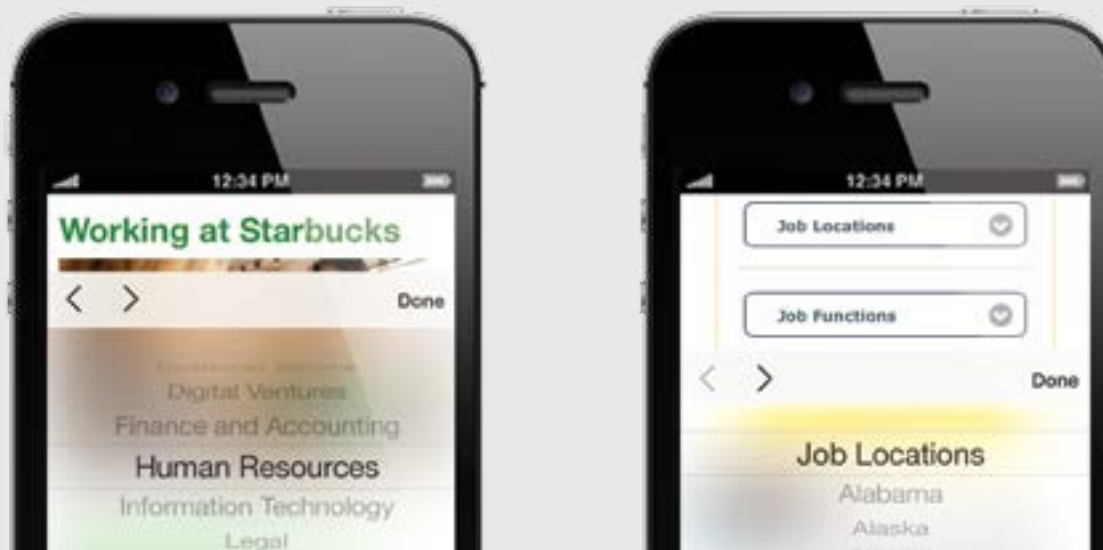 12:34 PM
Working at Starbucks
Done
Digital Ventures
Finance and Accounting
Human Resources
Information Technology
Legal
12:34 PM
Job Locations
Job Functions
Done
Job Locations
Alabama
Alaska